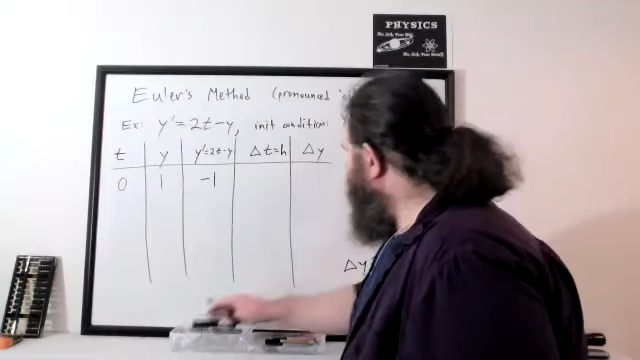 PHYSICS
Euler's Method (pronounced
Ex: y'=2t-y, init condition:
t y y'=2t-y Δt=h Δy
0 1 -1
Δy